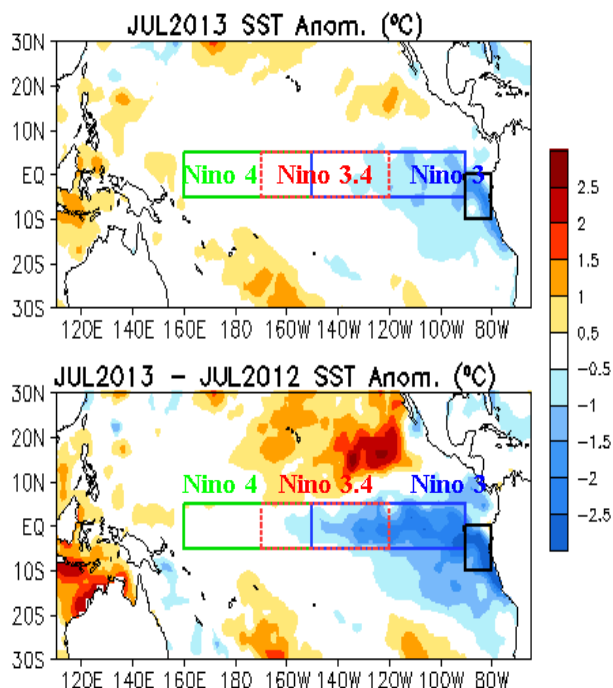 JUL2013 SST Anom. (ºC)
30N
20N
10N
EQ
10S
20S
30S
Nino 4 Nino 3.4 Nino 3
120E 140E 160E 180 160W 140W 120W 100W 80W
JUL2013 – JUL2012 SST Anom. (ºC)
30N
20N
10N
EQ
10S
20S
30S
Nino 4 Nino 3.4 Nino 3
120E 140E 160E 180 160W 140W 120W 100W 80W
2.5
2
1.5
1
0.5
-0.5
-1
-1.5
-2
-2.5